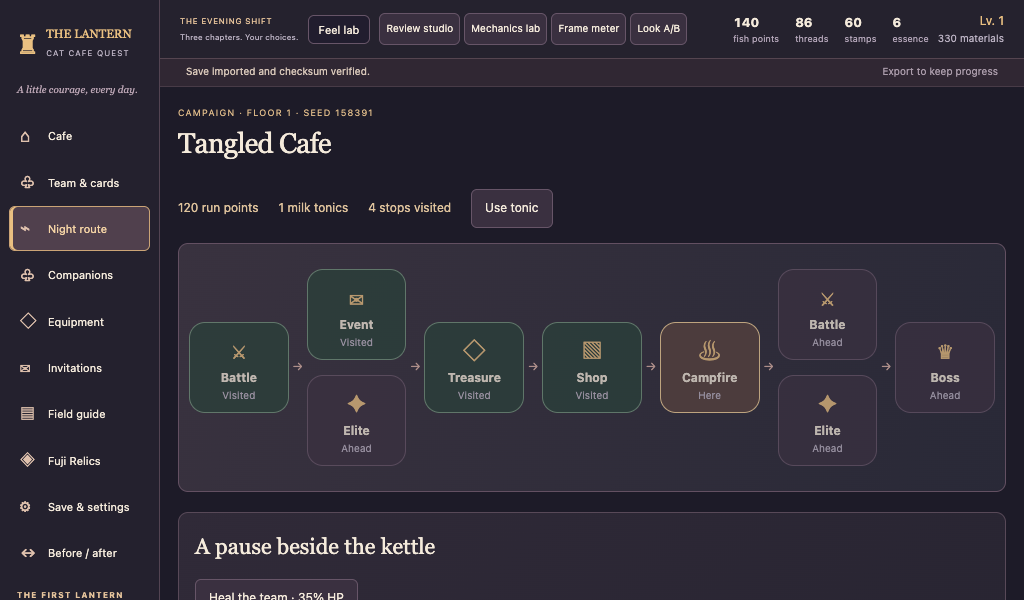 THE LANTERN
CAT CAFE QUEST
A little courage, every day.
Cafe
Team & cards
Night route
Companions
Equipment
Invitations
Field guide
Fuji Relics
Save & settings
Before / after
THE FIRST LANTERN
THE EVENING SHIFT
Three chapters. Your choices.
Feel lab
Review studio
Mechanics lab
Frame meter
Look A/B
140
fish points
86
threads
60
stamps
6
essence
Lv. 1
330 materials
Save imported and checksum verified.
Export to keep progress
CAMPAIGN · FLOOR 1 · SEED 158391
Tangled Cafe
120 run points
1 milk tonics
4 stops visited
Use tonic
Battle
Visited
Event
Visited
Elite
Ahead
Treasure
Visited
Shop
Visited
Campfire
Here
Battle
Ahead
Elite
Ahead
Boss
Ahead
A pause beside the kettle
Heal the team · 35% HP